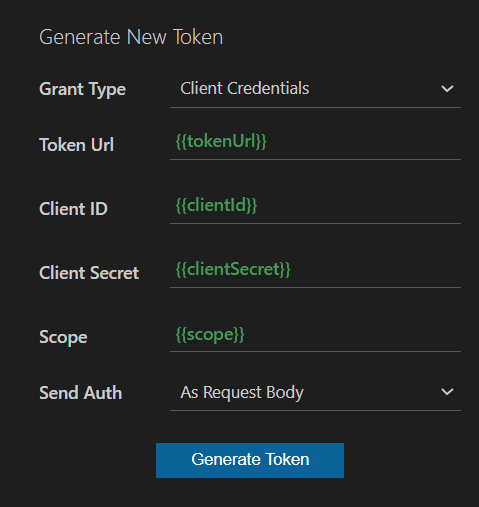 Generate New Token
Grant Type Client Credentials
Token Url {{tokenUrl}}
Client ID {{clientId}}
Client Secret {{clientSecret}}
Scope {{scope}}
Send Auth As Request Body
Generate Token